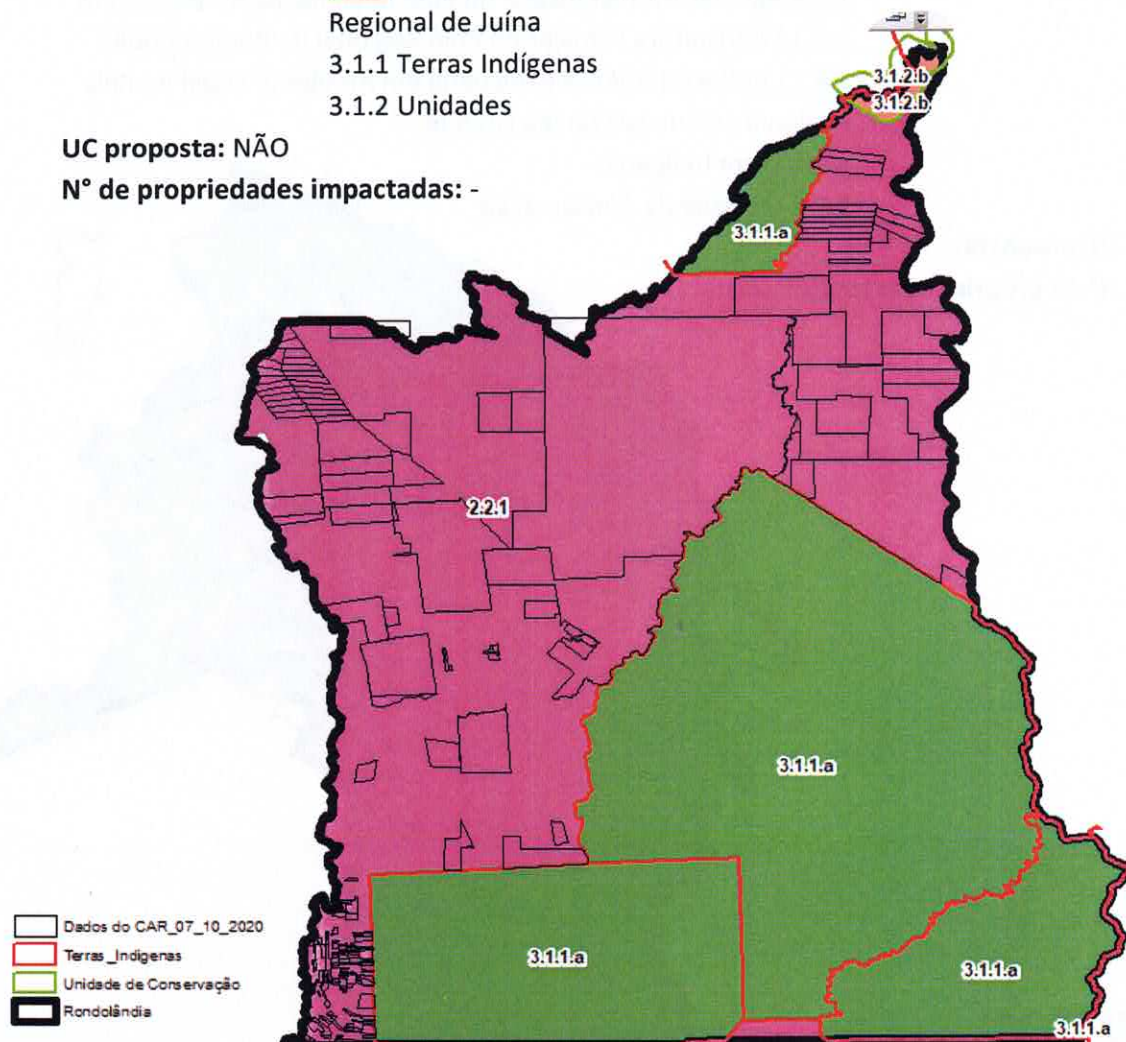 Regional de Juína
3.1.1 Terras Indígenas
3.1.2 Unidades
UC proposta: NÃO
N° de propriedades impactadas: -
3.1.2.b
3.1.2.b
3.1.1.a
2.2.1
3.1.1.a
3.1.1.a
3.1.1.a
3.1.1.a
Dados do CAR_07_10_2020
Terras_Indígenas
Unidade de Conservação
Rondolândia